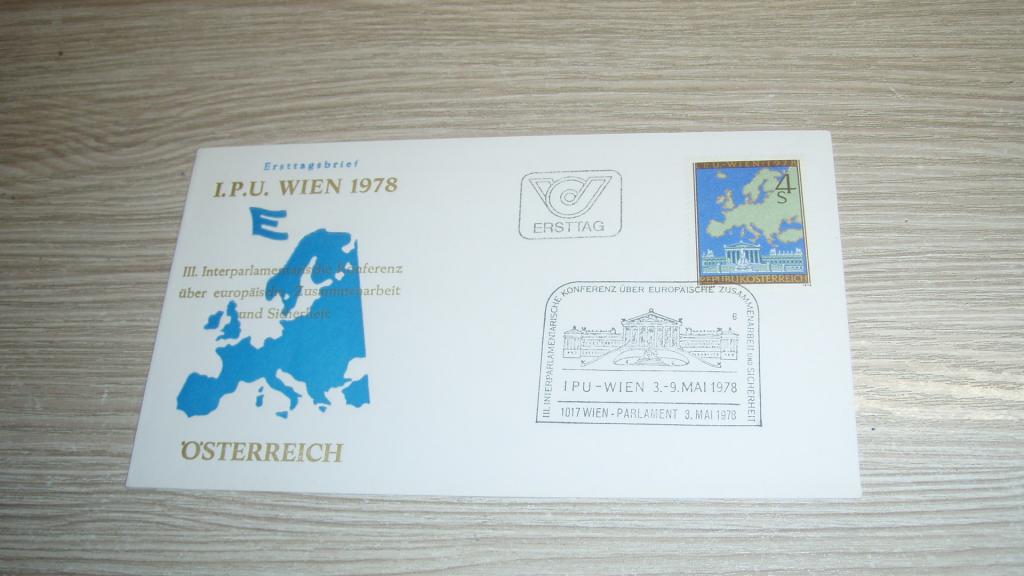 Ersttagsbrief
I.P.U. WIEN 1978
E
III. Interparlamentarische Konferenz
über europäische Zusammenarbeit
und Sicherheit
ÖSTERREICH
ERSTTAG
IPU-WIEN 1978
4
S
REPUBLIK ÖSTERREICH
III. INTERPARLAMENTARISCHE KONFERENZ ÜBER EUROPÄISCHE ZUSAMMENARBEIT UND SICHERHEIT
6
IPU-WIEN 3.-9. MAI 1978
1017 WIEN - PARLAMENT 3. MAI 1978